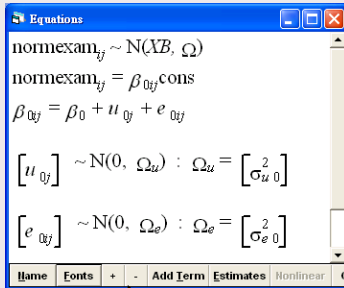 Equations
normexam_ij ~ N(XB, Ω)
normexam_ij = β_0ij cons
β_0ij = β_0 + u_0j + e_0ij
[u_0j] ~ N(0, Ω_u) : Ω_u = [σ²_u0]
[e_0ij] ~ N(0, Ω_e) : Ω_e = [σ²_e0]
Name Fonts + - Add Term Estimates Nonlinear